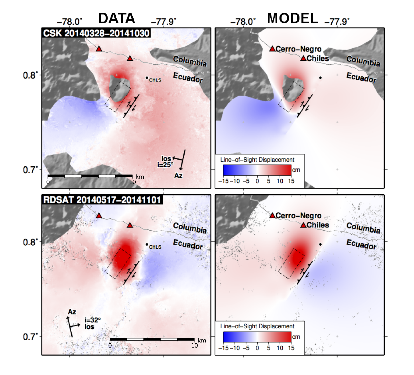 DATA MODEL
−78.0° −77.9° −78.0° −77.9°
CSK 20140328−20141030
Cerro-Negro
Chiles
Columbia
Ecuador
CHLS
Columbia
Ecuador
0.8°
los
i=25°
Az
km
Line−of−Sight Displacement
cm
−15 −10 −5 0 5 10 15
0.7°
RDSAT 20140517−20141101
Cerro-Negro
Chiles
Columbia
Ecuador
CHLS
Columbia
Ecuador
0.8°
Az
i=32°
los
0 10
km
Line−of−Sight Displacement
cm
−15 −10 −5 0 5 10 15
0.7°